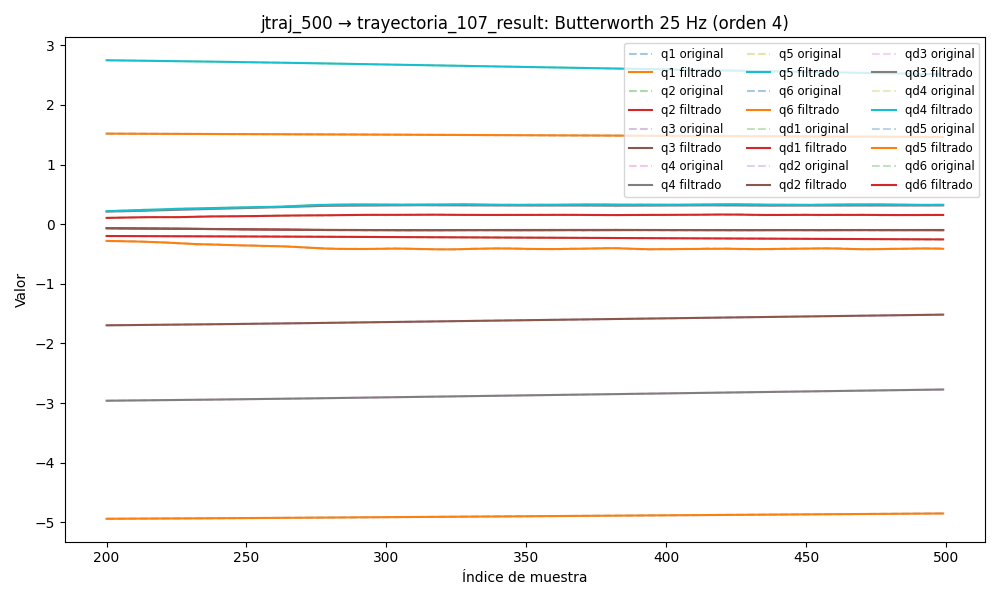 jtraj_500 → trayectoria_107_result: Butterworth 25 Hz (orden 4)
3
2
1
0
−1
−2
−3
−4
−5
Valor
q1 original
q1 filtrado
q2 original
q2 filtrado
q3 original
q3 filtrado
q4 original
q4 filtrado
q5 original
q5 filtrado
q6 original
q6 filtrado
qd1 original
qd1 filtrado
qd2 original
qd2 filtrado
qd3 original
qd3 filtrado
qd4 original
qd4 filtrado
qd5 original
qd5 filtrado
qd6 original
qd6 filtrado
200 250 300 350 400 450 500
Índice de muestra